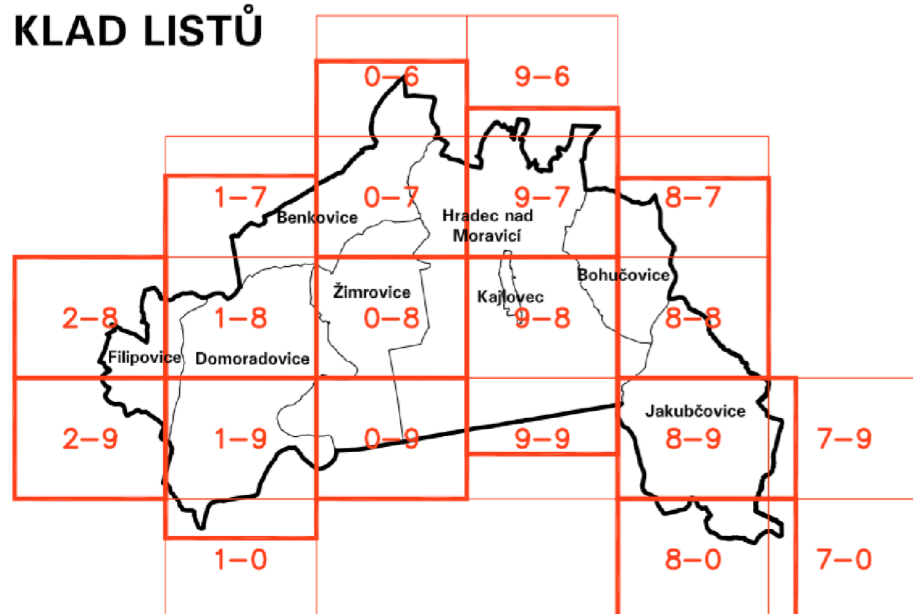 KLAD LISTŮ
0-6
9-6
1-7
0-7
9-7
8-7
Benkovice
Hradec nad
Moravicí
Bohučovice
Žimrovice
Kajlovec
2-8
1-8
0-8
9-8
8-8
Filipovice
Domoradovice
Jakubčovice
2-9
1-9
0-9
9-9
8-9
7-9
1-0
8-0
7-0